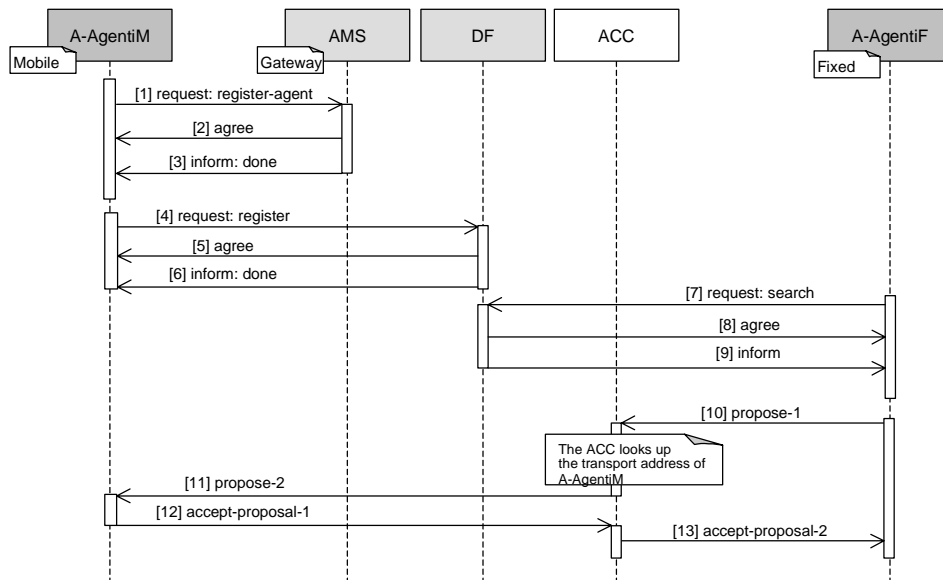 A-AgentiM
AMS
DF
ACC
A-AgentiF
Mobile
Gateway
Fixed
[1] request: register-agent
[2] agree
[3] inform: done
[4] request: register
[5] agree
[6] inform: done
[7] request: search
[8] agree
[9] inform
[10] propose-1
The ACC looks up
the transport address of
A-AgentiM
[11] propose-2
[12] accept-proposal-1
[13] accept-proposal-2